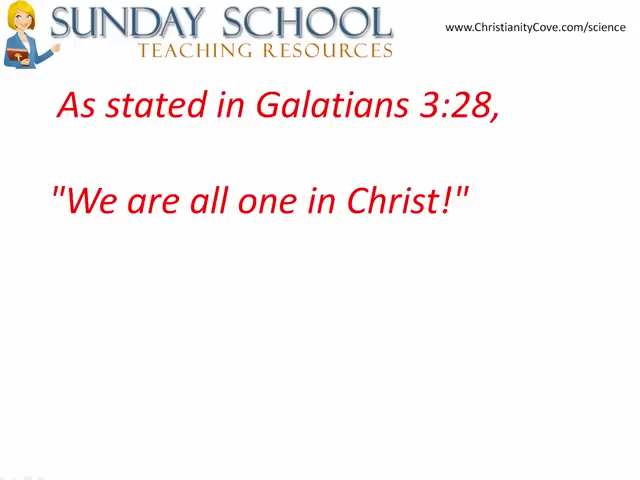 SUNDAY SCHOOL
TEACHING RESOURCES
www.ChristianityCove.com/science
As stated in Galatians 3:28,
"We are all one in Christ!"